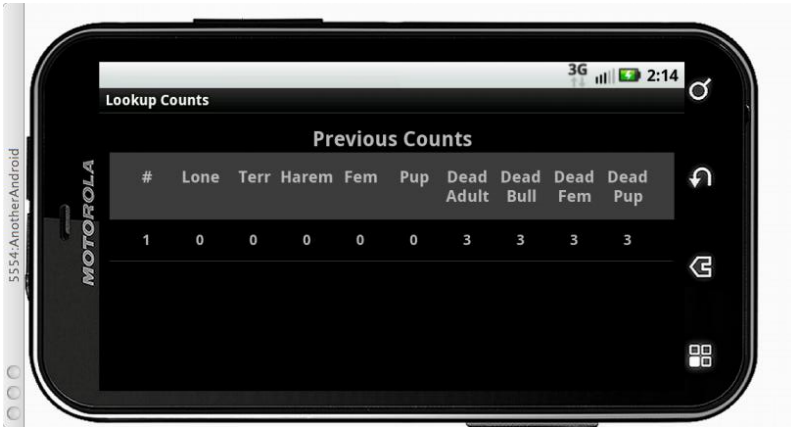 5554:AnotherAndroid
MOTOROLA
3G 2:14
Lookup Counts
Previous Counts
# Lone Terr Harem Fem Pup Dead Adult Dead Bull Dead Fem Dead Pup
1 0 0 0 0 0 3 3 3 3